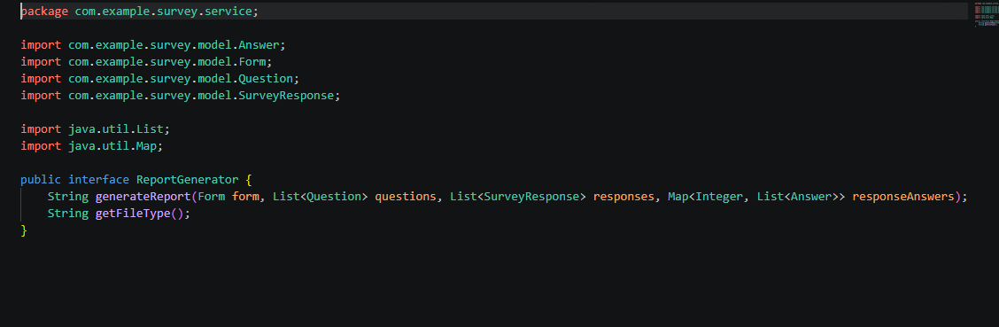 package com.example.survey.service;
import com.example.survey.model.Answer;
import com.example.survey.model.Form;
import com.example.survey.model.Question;
import com.example.survey.model.SurveyResponse;
import java.util.List;
import java.util.Map;
public interface ReportGenerator {
    String generateReport(Form form, List<Question> questions, List<SurveyResponse> responses, Map<Integer, List<Answer>> responseAnswers);
    String getFileType();
}